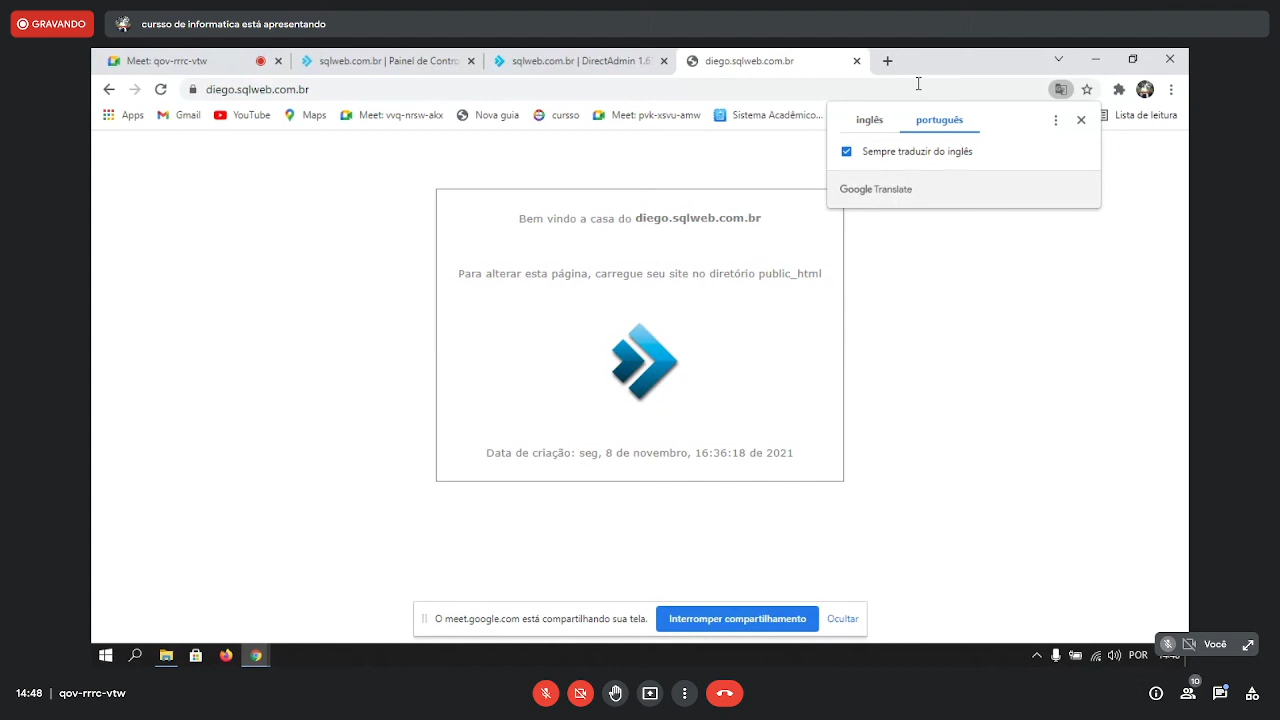 GRAVANDO
cursso de informatica está apresentando
Meet: qov-rrrc-vtw
sqlweb.com.br | Painel de Contro
sqlweb.com.br | DirectAdmin 1.6
diego.sqlweb.com.br
diego.sqlweb.com.br
Apps
Gmail
YouTube
Maps
Meet: vvq-nrsw-akx
Nova guia
cursso
Meet: pvk-xsvu-amw
Sistema Acadêmico...
Lista de leitura
inglês
português
Sempre traduzir do inglês
Google Translate
Bem vindo a casa do diego.sqlweb.com.br
Para alterar esta página, carregue seu site no diretório public_html
Data de criação: seg, 8 de novembro, 16:36:18 de 2021
O meet.google.com está compartilhando sua tela.
Interromper compartilhamento
Ocultar
POR
Você
14:48
qov-rrrc-vtw
10